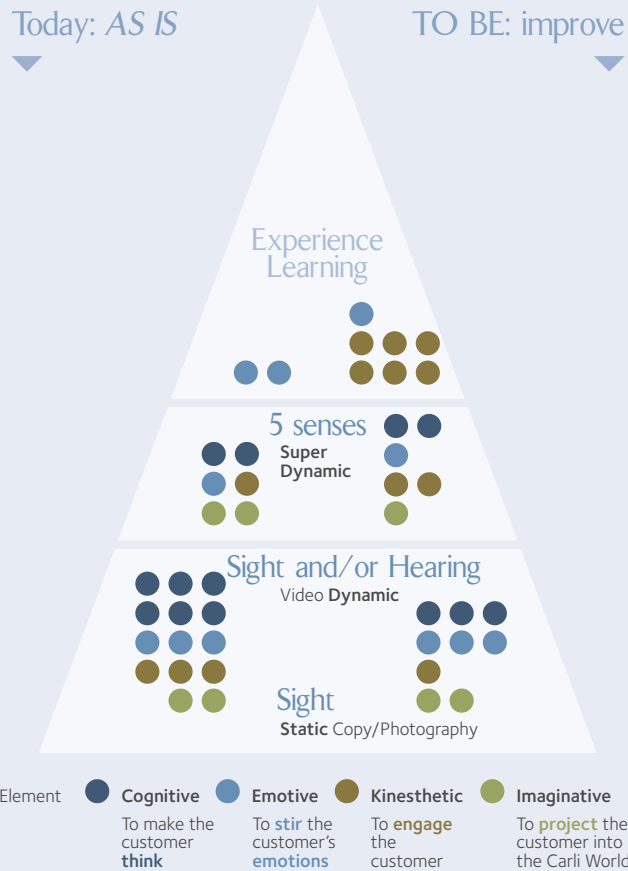 Today: AS IS
TO BE: improve
Experience
Learning
5 senses
Super
Dynamic
Sight and/or Hearing
Video Dynamic
Sight
Static Copy/Photography
Element
Cognitive
To make the
customer
think
Emotive
To stir the
customer’s
emotions
Kinesthetic
To engage
the
customer
Imaginative
To project the
customer into
the Carli World